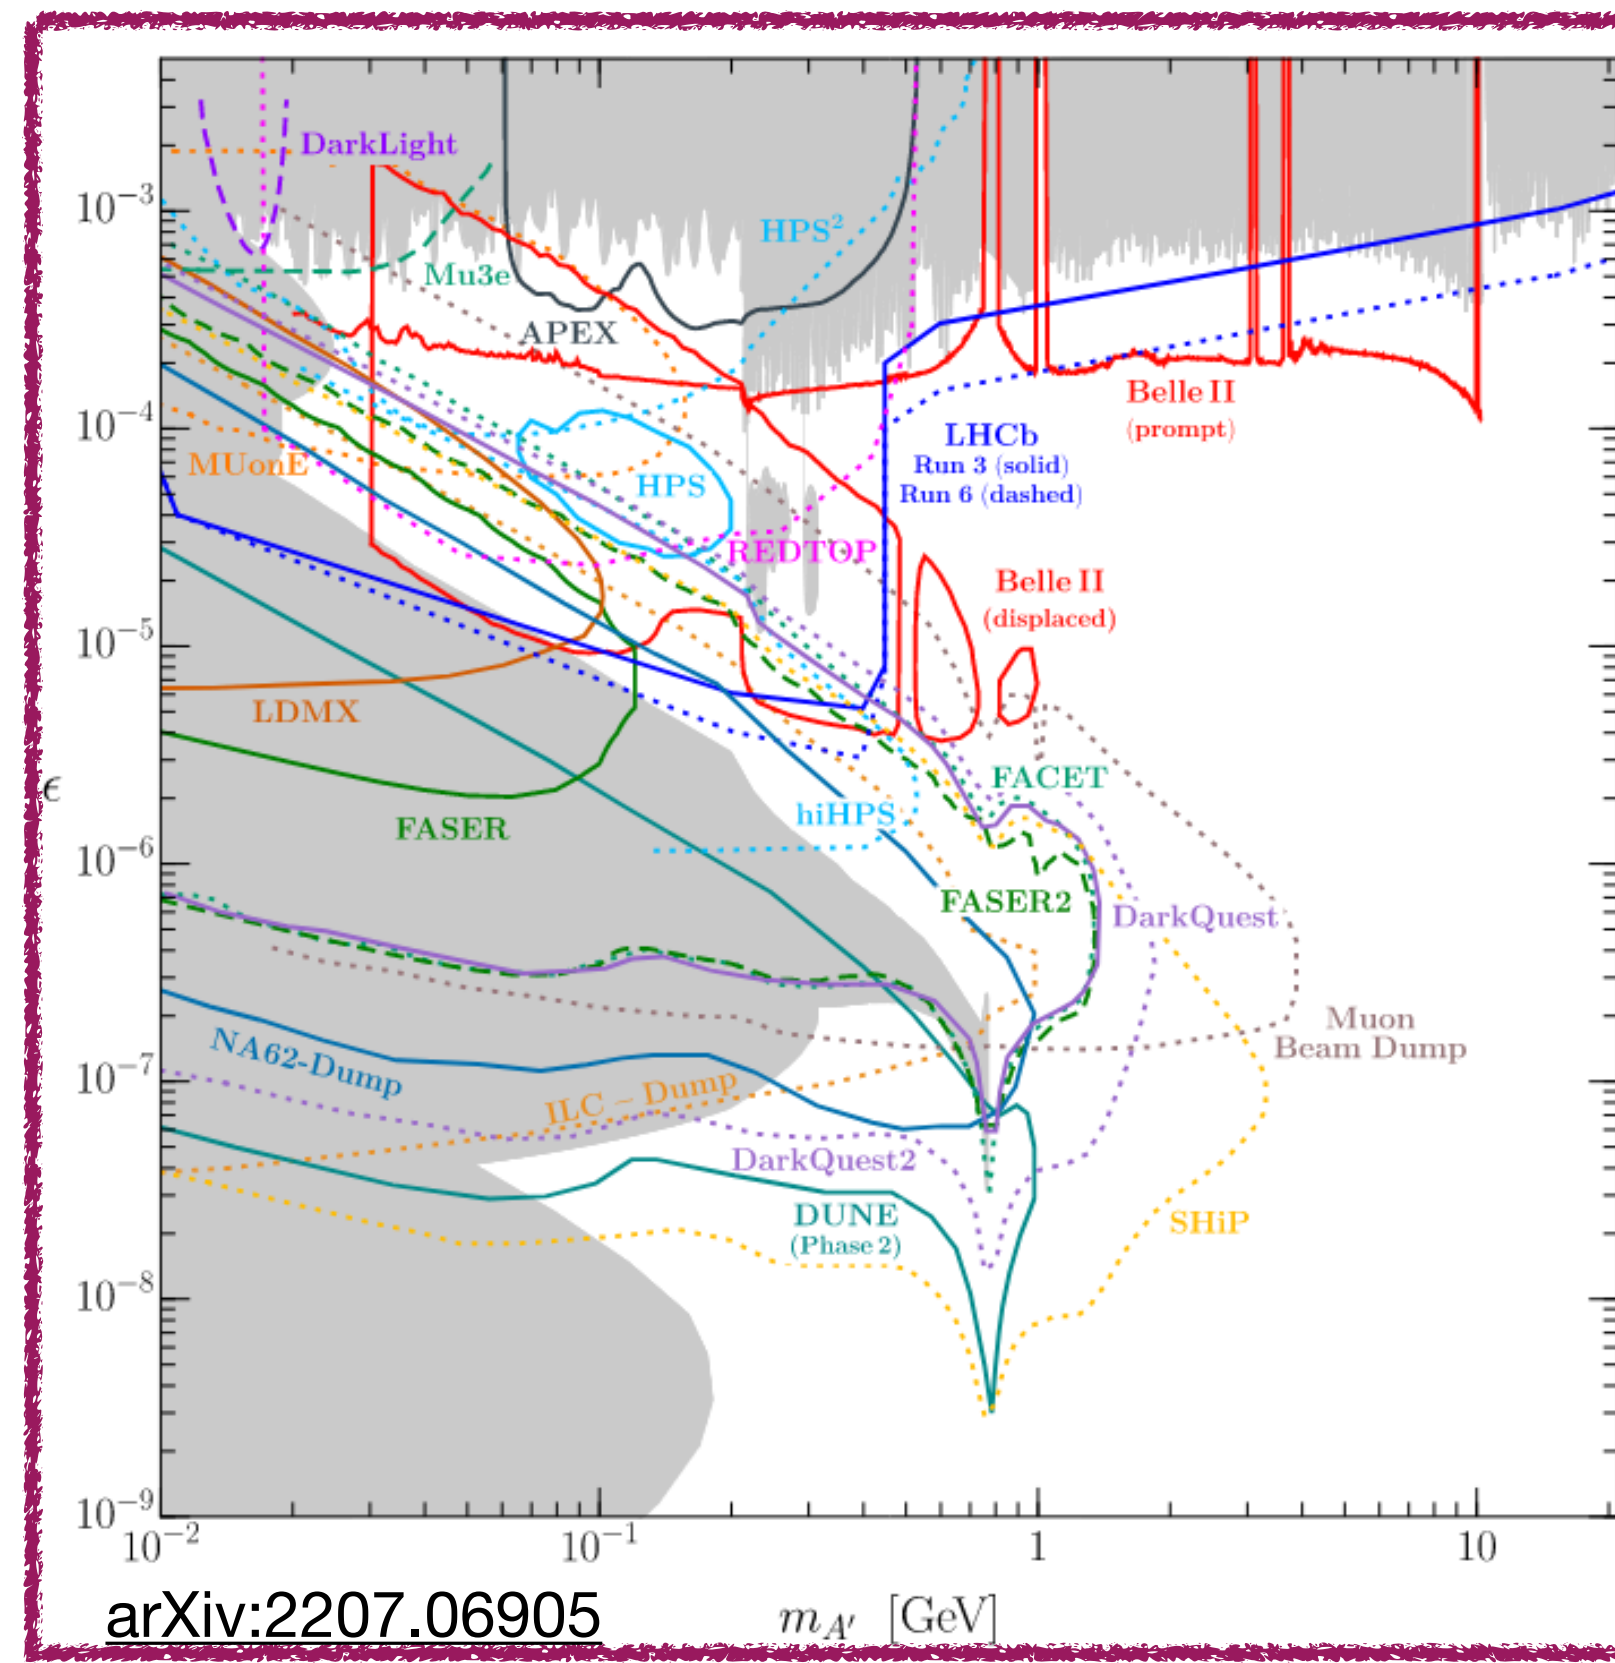 DarkLight
10⁻³
HPS²
Mu3e
APEX
Belle II
(prompt)
10⁻⁴
LHCb
Run 3 (solid)
Run 6 (dashed)
MUonE
HPS
REDTOP
Belle II
(displaced)
10⁻⁵
LDMX
FACET
ϵ
hiHPS
FASER
10⁻⁶
FASER2
DarkQuest
Muon
Beam Dump
NA62-Dump
10⁻⁷
ILC – Dump
DarkQuest2
DUNE
(Phase 2)
SHiP
10⁻⁸
10⁻⁹
10⁻² 10⁻¹ 1 10
arXiv:2207.06905
m_A′ [GeV]